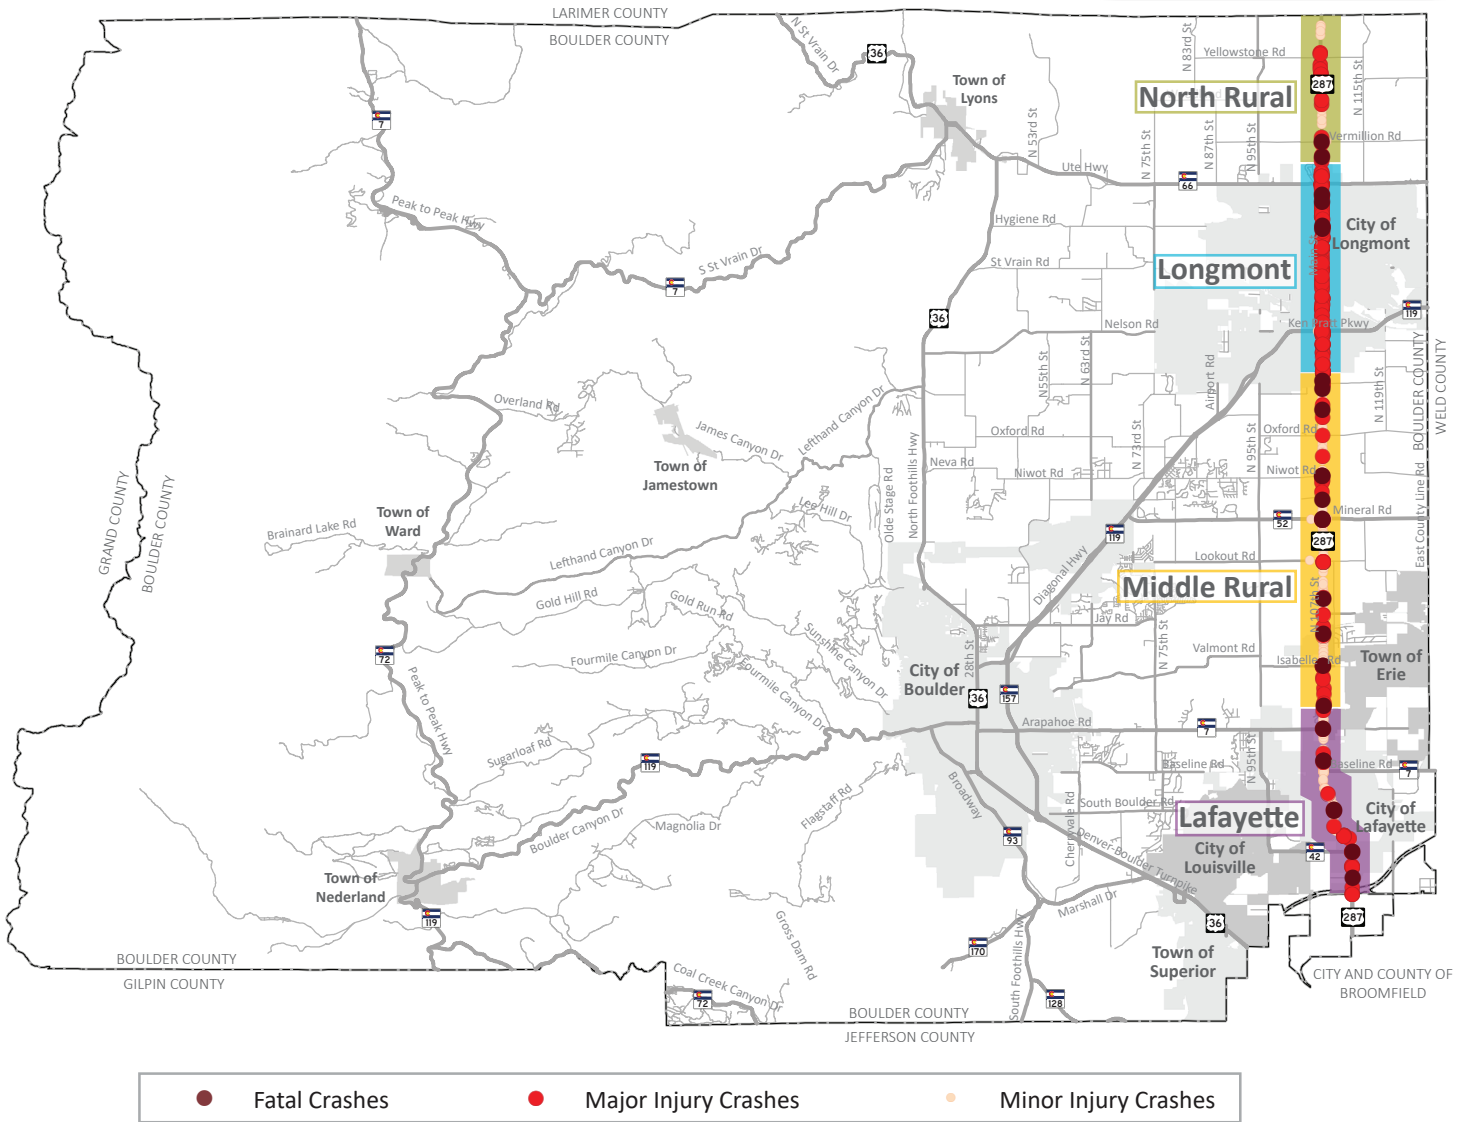 LARIMER COUNTY
BOULDER COUNTY
N St Vrain Dr
36
Town of
Lyons
N 53rd St
Ute Hwy
N 75th St
N 83rd St
N 87th St
N 95th St
Yellowstone Rd
287
N 115th St
North Rural
Vermillion Rd
66
7
Peak to Peak Hwy
S St Vrain Dr
7
Hygiene Rd
St Vrain Rd
City of
Longmont
Longmont
Main St
36
Nelson Rd
Ken Pratt Pkwy
119
N55th St
N 63rd St
Airport Rd
N 119th St
BOULDER COUNTY
WELD COUNTY
Overland Rd
James Canyon Dr
Lefthand Canyon Dr
Town of
Jamestown
North Foothills Hwy
Olde Stage Rd
Oxford Rd
Neva Rd
Niwot Rd
N 73rd St
N 95th St
Oxford Rd
Niwot Rd
Lee Hill Dr
GRAND COUNTY
BOULDER COUNTY
Town of
Ward
Brainard Lake Rd
Lefthand Canyon Dr
119
52
Mineral Rd
287
East County Line Rd
Lookout Rd
Diagonal Hwy
Middle Rural
N 107th St
Gold Hill Rd
Gold Run Rd
Sunshine Canyon Dr
Jay Rd
N 75th St
Valmont Rd
Isabelle Rd
Town of
Erie
72
Fourmile Canyon Dr
Fourmile Canyon Dr
City of
Boulder
28th St
36
157
Peak to Peak Hwy
Arapahoe Rd
7
Sugarloaf Rd
119
Baseline Rd
N 95th St
Baseline Rd
7
Broadway
Flagstaff Rd
South Boulder Rd
Cherryvale Rd
Lafayette
City of
Lafayette
Boulder Canyon Dr
Magnolia Dr
93
Denver-Boulder Turnpike
City of
Louisville
42
Town of
Nederland
119
Marshall Dr
36
287
Gross Dam Rd
South Foothills Hwy
170
Town of
Superior
BOULDER COUNTY
GILPIN COUNTY
Coal Creek Canyon Dr
72
128
CITY AND COUNTY OF
BROOMFIELD
BOULDER COUNTY
JEFFERSON COUNTY
Fatal Crashes
Major Injury Crashes
Minor Injury Crashes